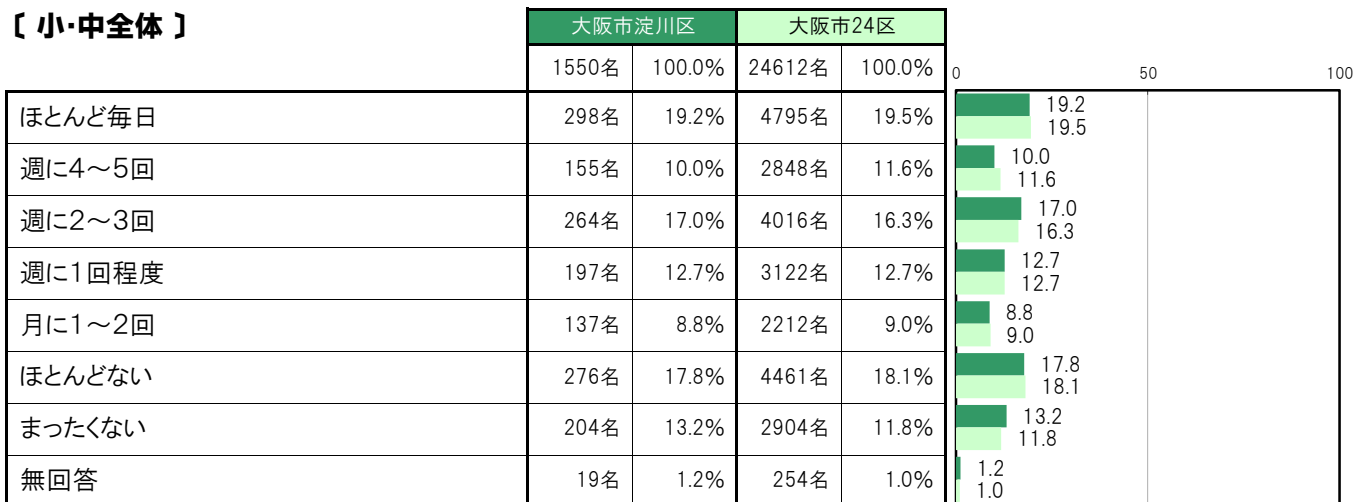 〔 小・中全体 〕
大阪市淀川区 大阪市24区
1550名 100.0% 24612名 100.0% 0 50 100
ほとんど毎日 298名 19.2% 4795名 19.5% 19.2
19.5
週に4～5回 155名 10.0% 2848名 11.6% 10.0
11.6
週に2～3回 264名 17.0% 4016名 16.3% 17.0
16.3
週に1回程度 197名 12.7% 3122名 12.7% 12.7
12.7
月に1～2回 137名 8.8% 2212名 9.0% 8.8
9.0
ほとんどない 276名 17.8% 4461名 18.1% 17.8
18.1
まったくない 204名 13.2% 2904名 11.8% 13.2
11.8
無回答 19名 1.2% 254名 1.0% 1.2
1.0